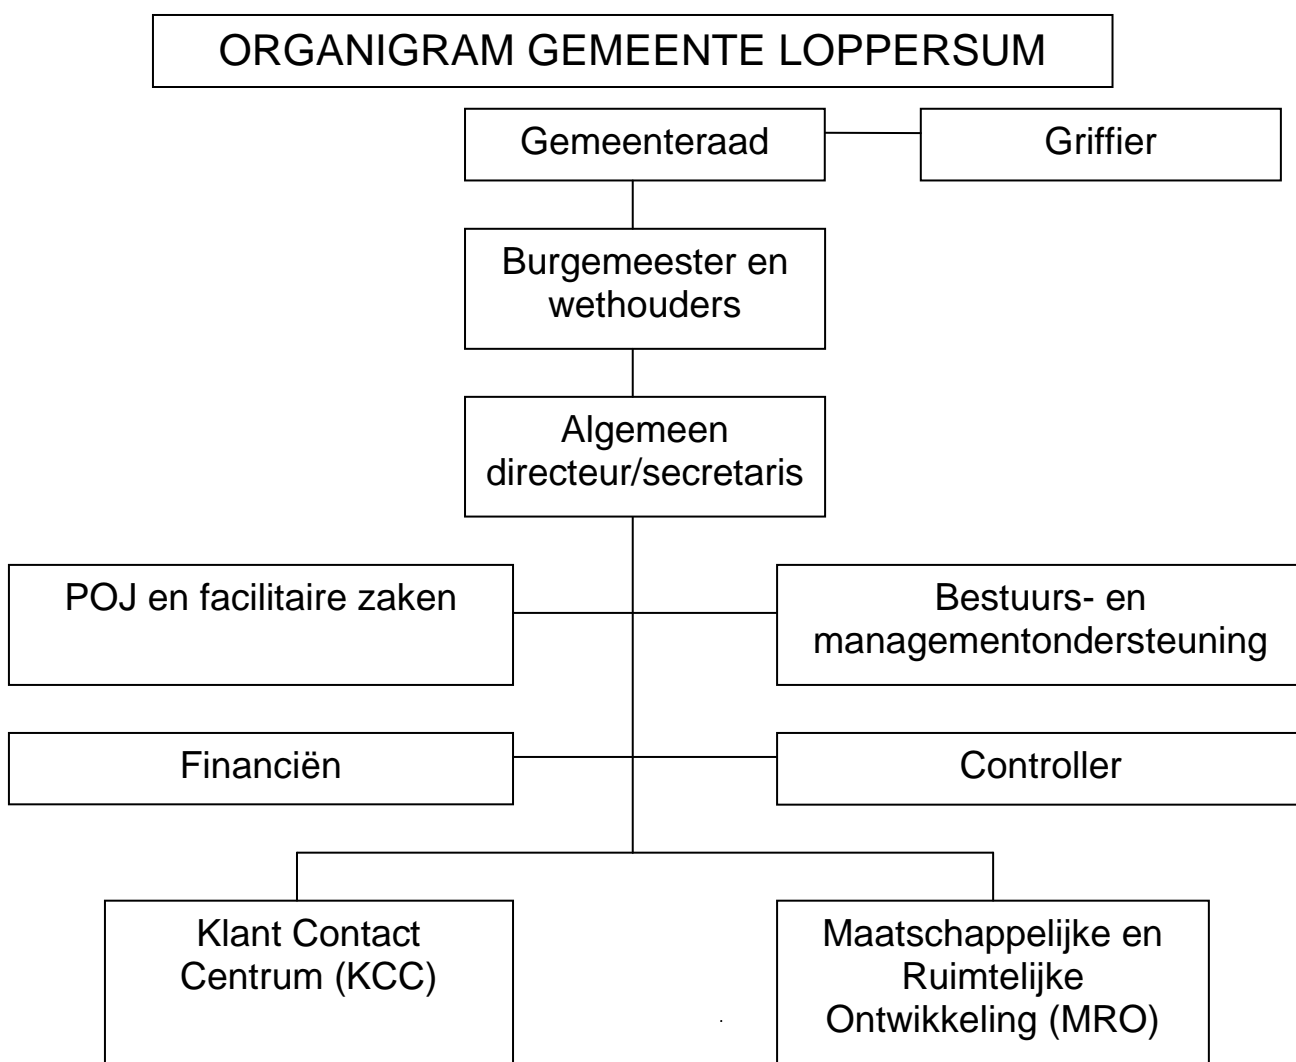 ORGANIGRAM GEMEENTE LOPPERSUM
Gemeenteraad
Griffier
Burgemeester en
wethouders
Algemeen
directeur/secretaris
POJ en facilitaire zaken
Bestuurs- en
managementondersteuning
Financiën
Controller
Klant Contact
Centrum (KCC)
Maatschappelijke en
Ruimtelijke
Ontwikkeling (MRO)